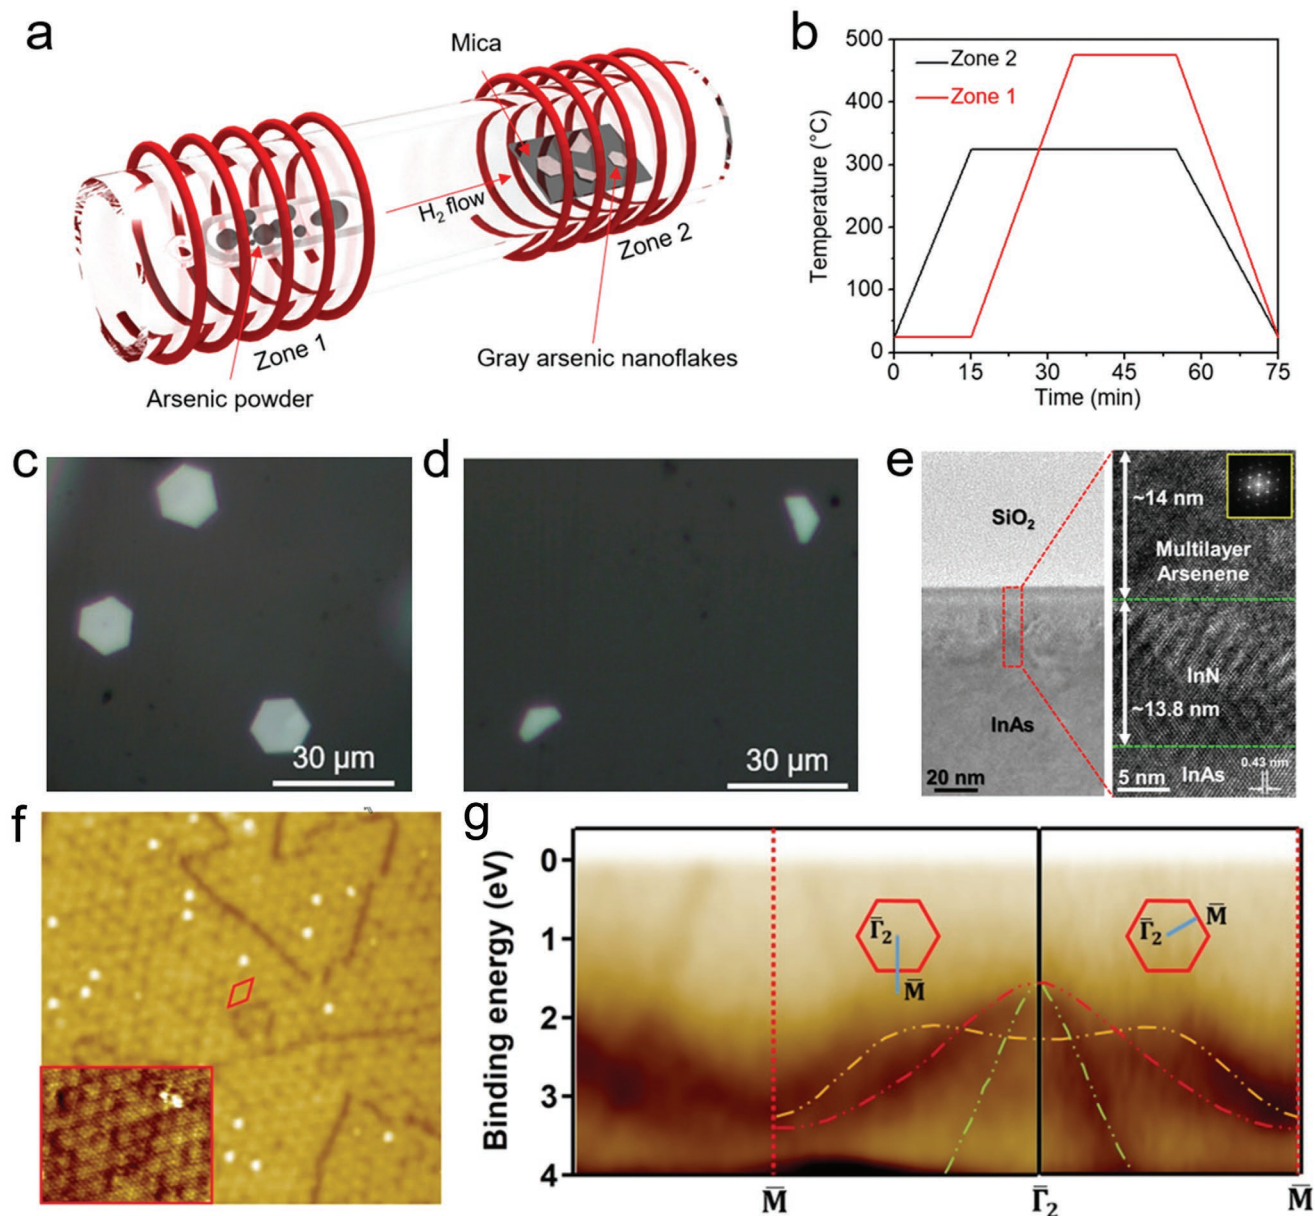 a
Mica
H2 flow
Zone 1
Zone 2
Arsenic powder
Gray arsenic nanoflakes
b
Temperature (°C)
500
400
300
200
100
0
Zone 2
Zone 1
0
15
30
45
60
75
Time (min)
c
30 µm
d
30 µm
e
SiO2
InAs
20 nm
~14 nm
Multilayer
Arsenene
InN
~13.8 nm
0.43 nm
5 nm
InAs
f
g
Binding energy (eV)
0
1
2
3
4
Γ̅2
M̅
Γ̅2
M̅
M̅
Γ̅2
M̅